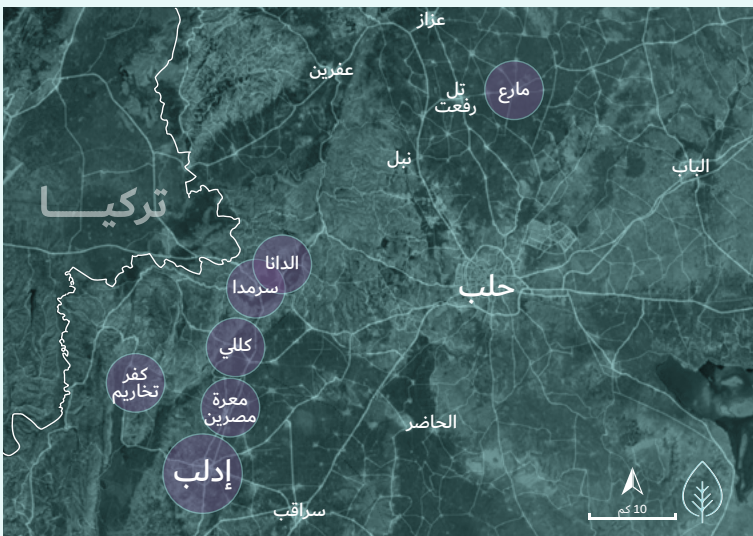 عزاز
عفرين
مارع
تل
رفعت
نبل
الباب
تركيـــــا
الدانا
سرمدا
حلب
كللي
كفر
تخاريم
معرة
مصرين
الحاضر
إدلب
سراقب
10 كم